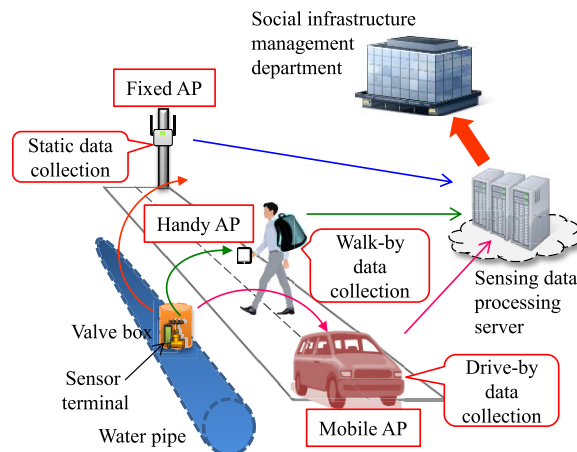 Social infrastructure
management
department
Fixed AP
Static data
collection
Handy AP
Walk-by
data
collection
Sensing data
processing
server
Valve box
Sensor
terminal
Drive-by
data
collection
Mobile AP
Water pipe